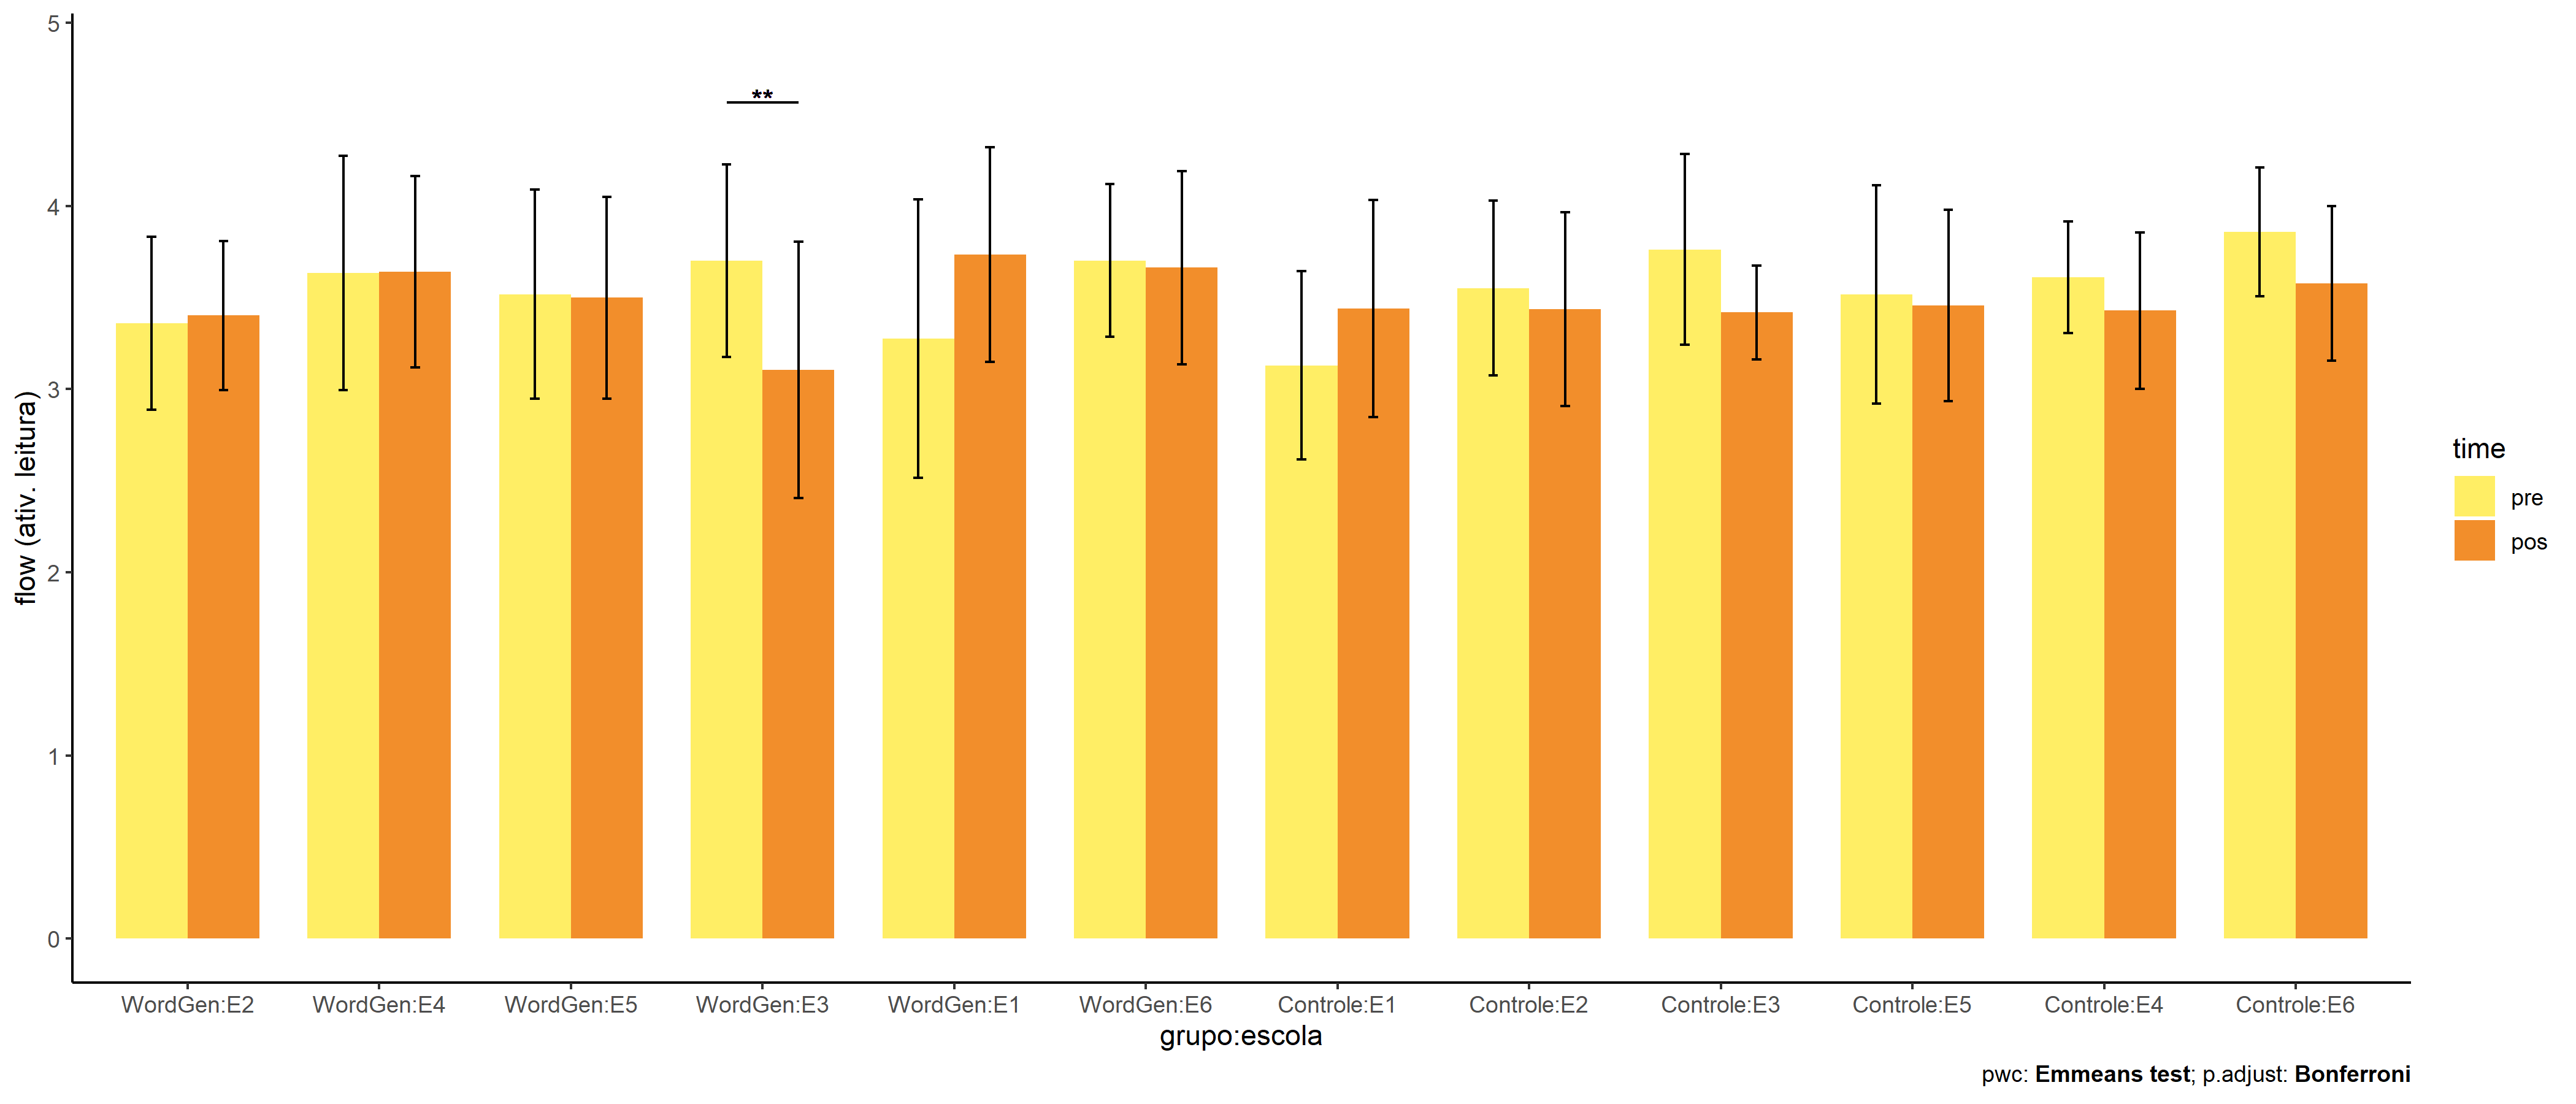 5
4
3
2
1
0
flow (ativ. leitura)
**
WordGen:E2 WordGen:E4 WordGen:E5 WordGen:E3 WordGen:E1 WordGen:E6 Controle:E1 Controle:E2 Controle:E3 Controle:E5 Controle:E4 Controle:E6
grupo:escola
time
pre
pos
pwc: Emmeans test; p.adjust: Bonferroni